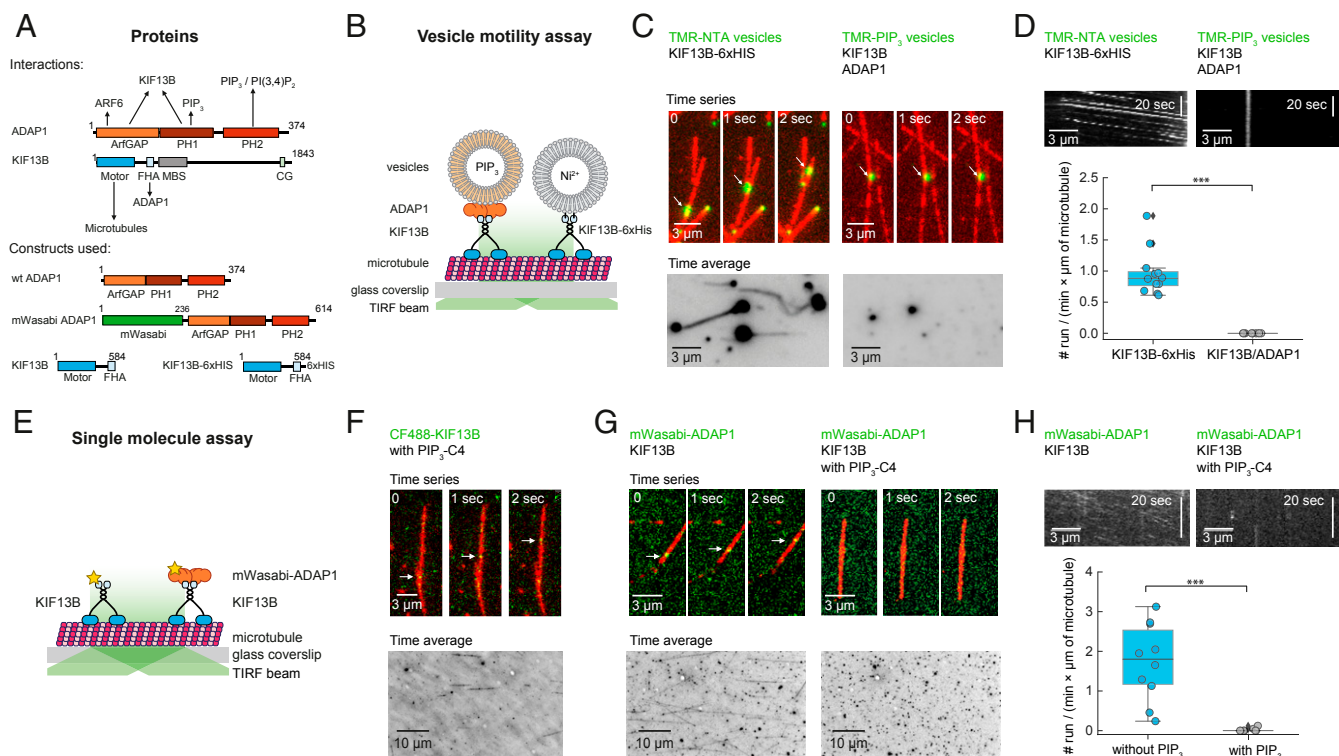 A
Proteins
Interactions:
KIF13B
PIP3 / PI(3,4)P2
ARF6
PIP3
1
374
ADAP1
ArfGAP
PH1
PH2
KIF13B
1
1843
Motor
FHA
MBS
CG
ADAP1
Microtubules
Constructs used:
wt ADAP1
1
374
ArfGAP
PH1
PH2
1
236
614
mWasabi ADAP1
mWasabi
ArfGAP
PH1
PH2
KIF13B
1
584
Motor
FHA
KIF13B-6xHIS
1
584
6xHIS
Motor
FHA
B
Vesicle motility assay
vesicles
PIP3
Ni2+
ADAP1
KIF13B
KIF13B-6xHis
microtubule
glass coverslip
TIRF beam
C
TMR-NTA vesicles
KIF13B-6xHIS
TMR-PIP3 vesicles
KIF13B
ADAP1
Time series
0
1 sec
2 sec
3 µm
0
1 sec
2 sec
3 µm
Time average
3 µm
3 µm
D
TMR-NTA vesicles
KIF13B-6xHIS
TMR-PIP3 vesicles
KIF13B
ADAP1
20 sec
3 µm
20 sec
3 µm
***
# run / (min × µm of microtubule)
2.5
2.0
1.5
1.0
0.5
0.0
KIF13B-6xHis
KIF13B/ADAP1
E
Single molecule assay
mWasabi-ADAP1
KIF13B
KIF13B
microtubule
glass coverslip
TIRF beam
F
CF488-KIF13B
with PIP3-C4
Time series
0
1 sec
2 sec
3 µm
Time average
10 µm
G
mWasabi-ADAP1
KIF13B
mWasabi-ADAP1
KIF13B
with PIP3-C4
Time series
0
1 sec
2 sec
3 µm
0
1 sec
2 sec
3 µm
Time average
10 µm
10 µm
H
mWasabi-ADAP1
KIF13B
mWasabi-ADAP1
KIF13B
with PIP3-C4
20 sec
3 µm
20 sec
3 µm
***
# run / (min × µm of microtubule)
4
3
2
1
0
without PIP3
with PIP3